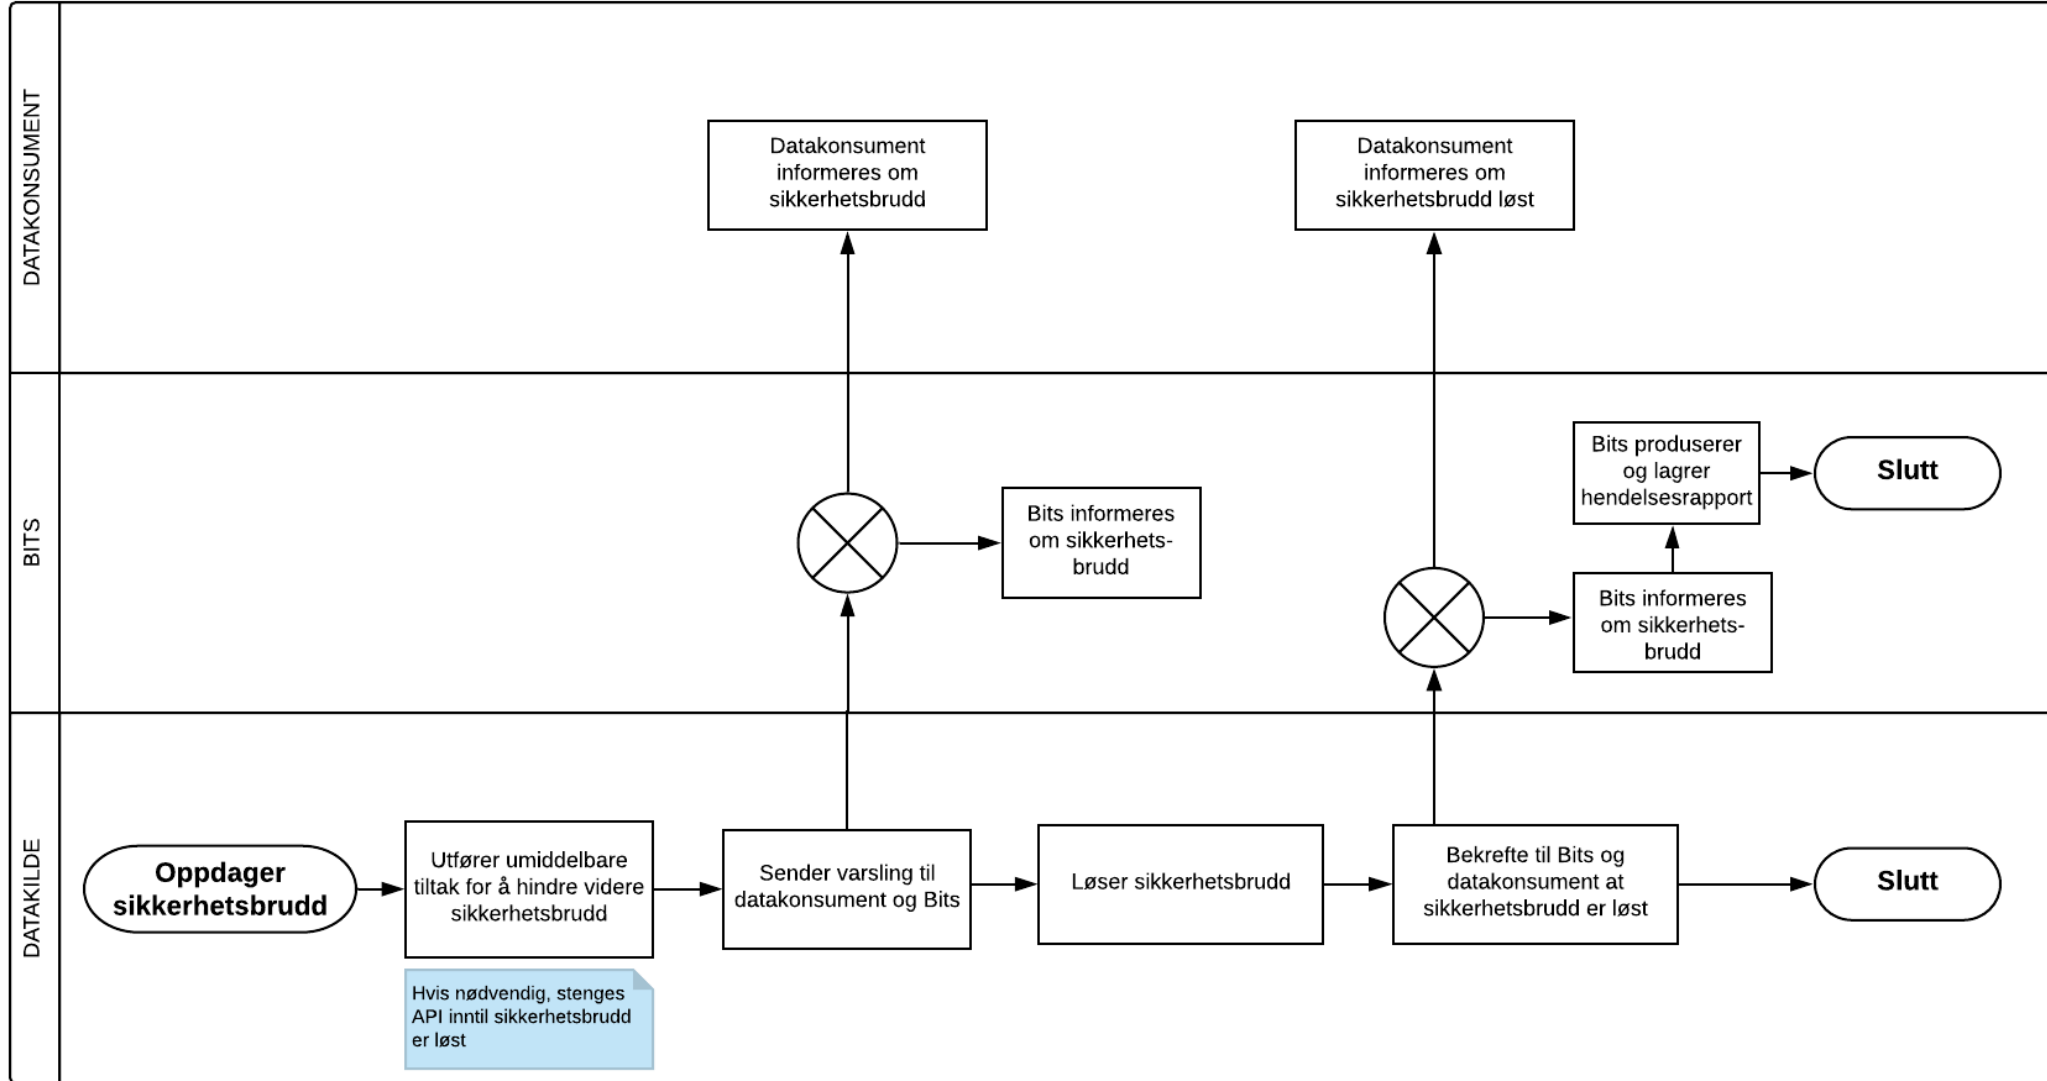 DATAKONSUMENT
Datakonsument
informeres om
sikkerhetsbrudd
Datakonsument
informeres om
sikkerhetsbrudd løst
BITS
Bits informeres
om sikkerhets-
brudd
Bits produserer
og lagrer
hendelsesrapport
Slutt
Bits informeres
om sikkerhets-
brudd
DATAKILDE
Oppdager
sikkerhetsbrudd
Utfører umiddelbare
tiltak for å hindre videre
sikkerhetsbrudd
Hvis nødvendig, stenges
API inntil sikkerhetsbrudd
er løst
Sender varsling til
datakonsument og Bits
Løser sikkerhetsbrudd
Bekrefte til Bits og
datakonsument at
sikkerhetsbrudd er løst
Slutt